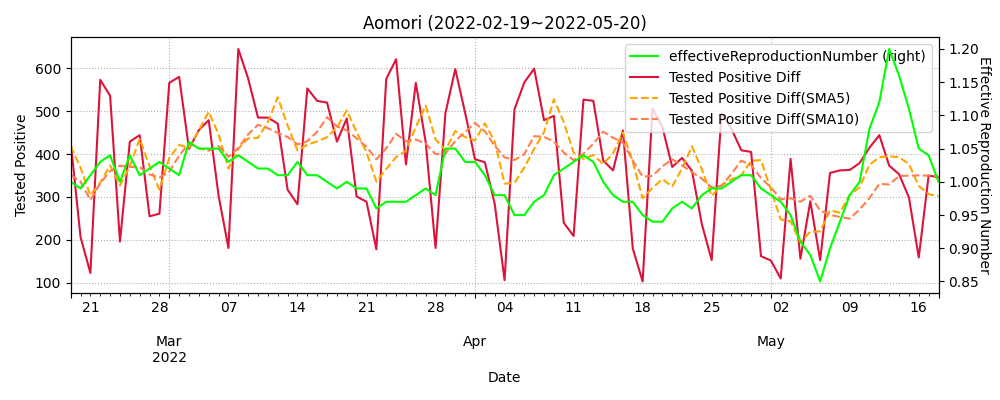 Aomori (2022-02-19~2022-05-20)
effectiveReproductionNumber (right)
Tested Positive Diff
Tested Positive Diff(SMA5)
Tested Positive Diff(SMA10)
Tested Positive
600
500
400
300
200
100
1.20
1.15
1.10
1.05
1.00
0.95
0.90
0.85
Effective Reproduction Number
21 28 07 14 21 28 04 11 18 25 02 09 16
Mar Apr May
2022
Date